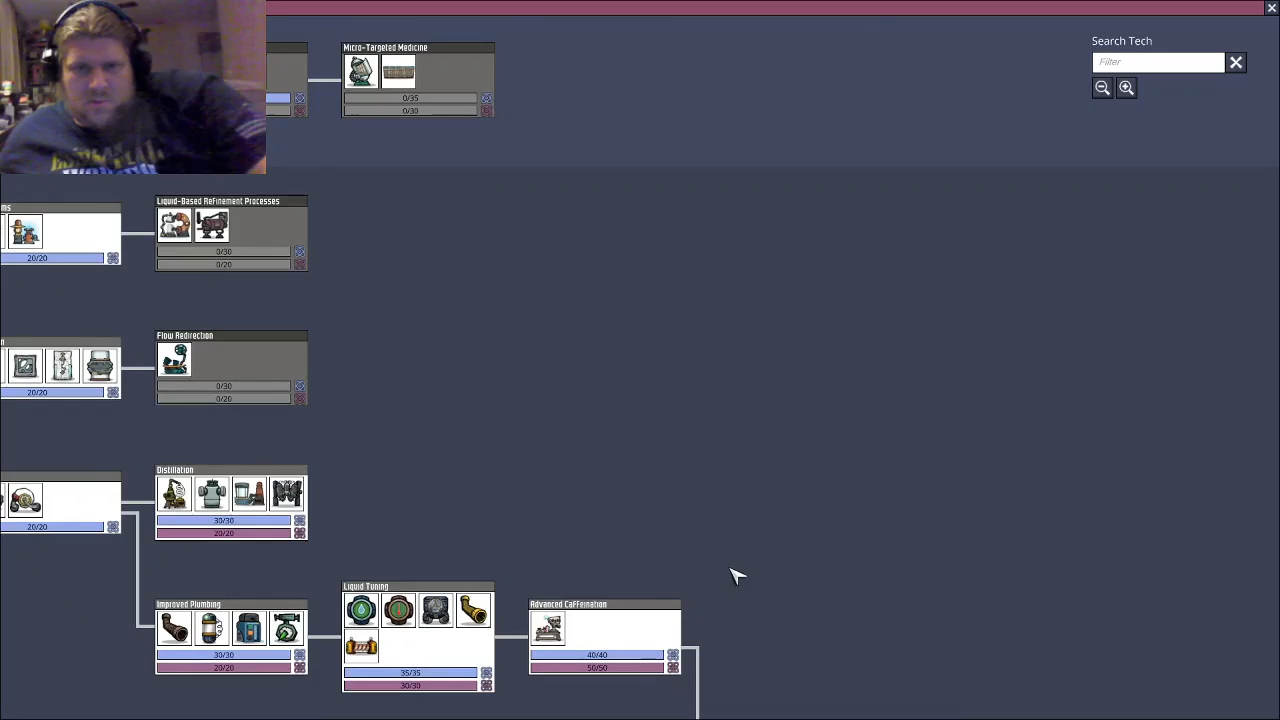 Micro-Targeted Medicine
0/35
0/30
Search Tech
Filter
ms
20/20
Liquid-Based Refinement Processes
0/30
0/20
n
20/20
Flow Redirection
0/30
0/20
20/20
Distillation
30/30
20/20
Improved Plumbing
30/30
20/20
Liquid Tuning
35/35
30/30
Advanced Caffeination
40/40
50/50